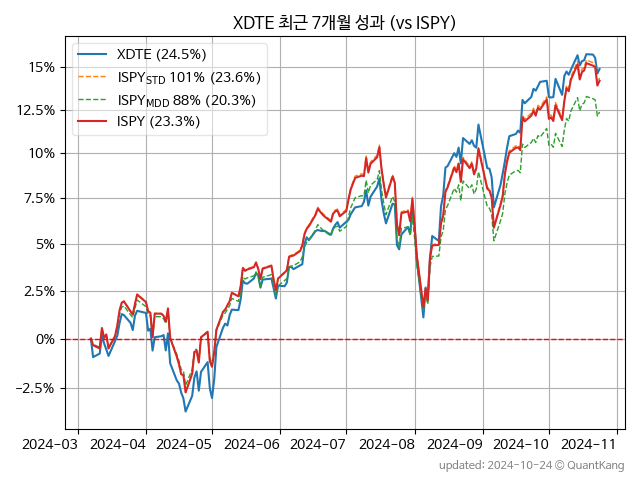 XDTE 최근 7개월 성과 (vs ISPY)
XDTE (24.5%)
ISPY_STD 101% (23.6%)
ISPY_MDD 88% (20.3%)
ISPY (23.3%)
15%
12.5%
10%
7.5%
5%
2.5%
0%
−2.5%
2024-03 2024-04 2024-05 2024-06 2024-07 2024-08 2024-09 2024-10 2024-11
updated: 2024-10-24 © QuantKang